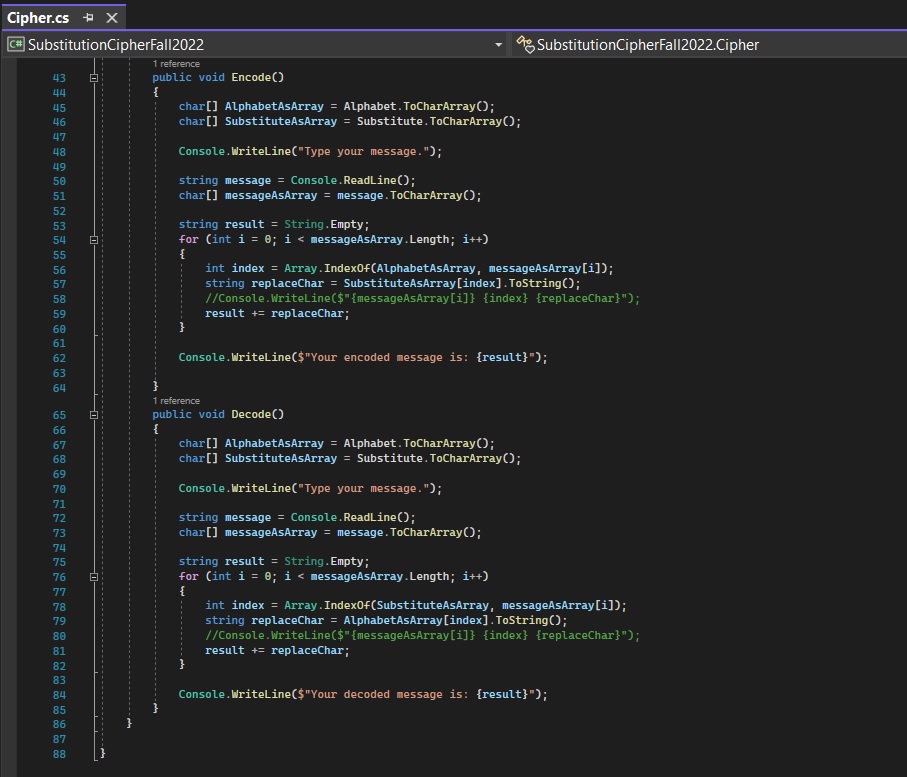 Cipher.cs
SubstitutionCipherFall2022 SubstitutionCipherFall2022.Cipher
1 reference
43 public void Encode()
44 {
45 char[] AlphabetAsArray = Alphabet.ToCharArray();
46 char[] SubstituteAsArray = Substitute.ToCharArray();
47
48 Console.WriteLine("Type your message.");
49
50 string message = Console.ReadLine();
51 char[] messageAsArray = message.ToCharArray();
52
53 string result = String.Empty;
54 for (int i = 0; i < messageAsArray.Length; i++)
55 {
56 int index = Array.IndexOf(AlphabetAsArray, messageAsArray[i]);
57 string replaceChar = SubstituteAsArray[index].ToString();
58 //Console.WriteLine($"{messageAsArray[i]} {index} {replaceChar}");
59 result += replaceChar;
60 }
61
62 Console.WriteLine($"Your encoded message is: {result}");
63
64 }
1 reference
65 public void Decode()
66 {
67 char[] AlphabetAsArray = Alphabet.ToCharArray();
68 char[] SubstituteAsArray = Substitute.ToCharArray();
69
70 Console.WriteLine("Type your message.");
71
72 string message = Console.ReadLine();
73 char[] messageAsArray = message.ToCharArray();
74
75 string result = String.Empty;
76 for (int i = 0; i < messageAsArray.Length; i++)
77 {
78 int index = Array.IndexOf(SubstituteAsArray, messageAsArray[i]);
79 string replaceChar = AlphabetAsArray[index].ToString();
80 //Console.WriteLine($"{messageAsArray[i]} {index} {replaceChar}");
81 result += replaceChar;
82 }
83
84 Console.WriteLine($"Your decoded message is: {result}");
85 }
86 }
87
88 }